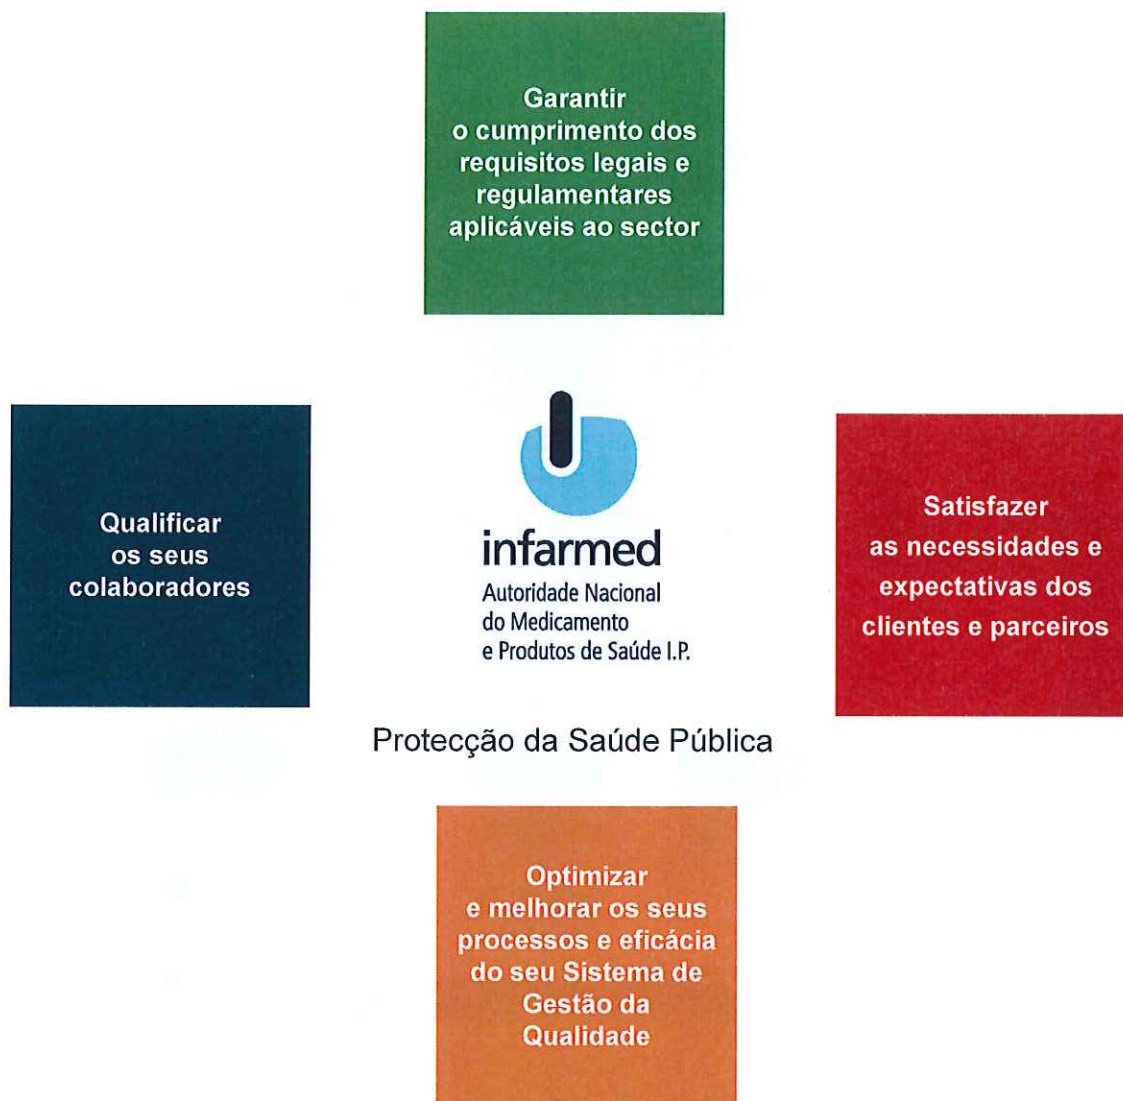 Garantir
o cumprimento dos
requisitos legais e
regulamentares
aplicáveis ao sector
Qualificar
os seus
colaboradores
infarmed
Autoridade Nacional
do Medicamento
e Produtos de Saúde I.P.
Satisfazer
as necessidades e
expectativas dos
clientes e parceiros
Protecção da Saúde Pública
Optimizar
e melhorar os seus
processos e eficácia
do seu Sistema de
Gestão da
Qualidade